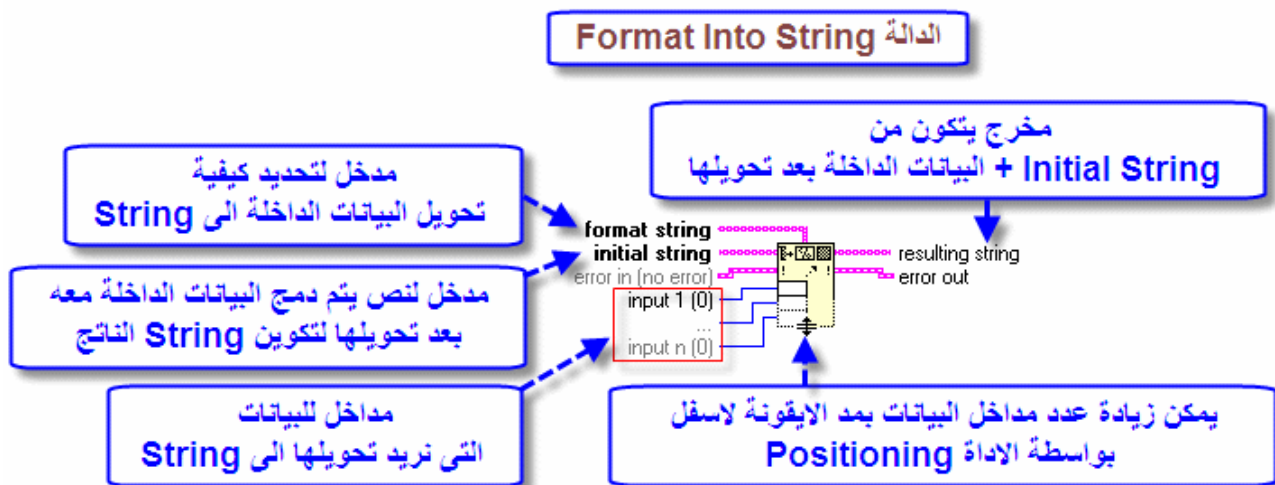 الدالة Format Into String
مخرج يتكون من
Initial String + البيانات الداخلة بعد تحويلها
مدخل لتحديد كيفية
تحويل البيانات الداخلة الى String
format string
initial string
error in (no error)
input 1 (0)
...
input n (0)
resulting string
error out
مدخل لنص يتم دمج البيانات الداخلة معه
بعد تحويلها لتكوين String الناتج
مداخل للبيانات
التى نريد تحويلها الى String
يمكن زيادة عدد مداخل البيانات بمد الايقونة لاسفل
بواسطة الاداة Positioning